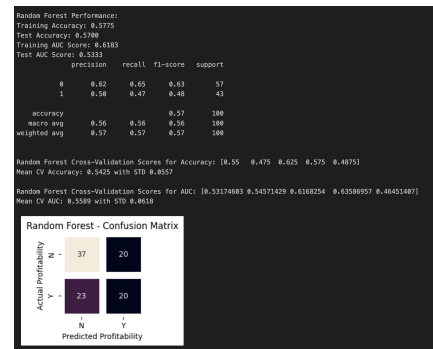 Random Forest Performance:
Training Accuracy: 0.5775
Test Accuracy: 0.5700
Training AUC Score: 0.6183
Test AUC Score: 0.5333
precision recall f1-score support
0 0.62 0.65 0.63 57
1 0.50 0.47 0.48 43
accuracy 0.57 100
macro avg 0.56 0.56 0.56 100
weighted avg 0.57 0.57 0.57 100
Random Forest Cross-Validation Scores for Accuracy: [0.55 0.475 0.625 0.575 0.4875]
Mean CV Accuracy: 0.5425 with STD 0.0557
Random Forest Cross-Validation Scores for AUC: [0.53174603 0.54571429 0.6168254 0.63586957 0.46451407]
Mean CV AUC: 0.5589 with STD 0.0618
Random Forest - Confusion Matrix
Actual Profitability
N 37 20
Y 23 20
N Y
Predicted Profitability